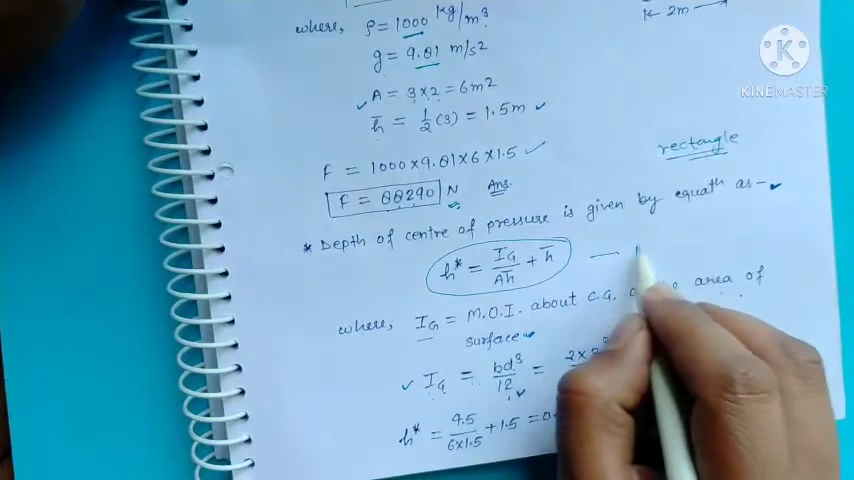 where, ρ = 1000 kg/m³
K 2m
K
KINEMASTER
g = 9.81 m/s²
A = 3×2 = 6m²
h̄ = 1/2 (3) = 1.5m
rectangle
F = 1000×9.81×6×1.5
F = 88290 N Ans.
* Depth of centre of pressure is given by equatn as -
h* = IG/Ah̄ + h̄ —
where, IG = M.O.I. about C.G. area of
surface
IG = bd³/12 =
h* = 4.5/6×1.5 + 1.5 =